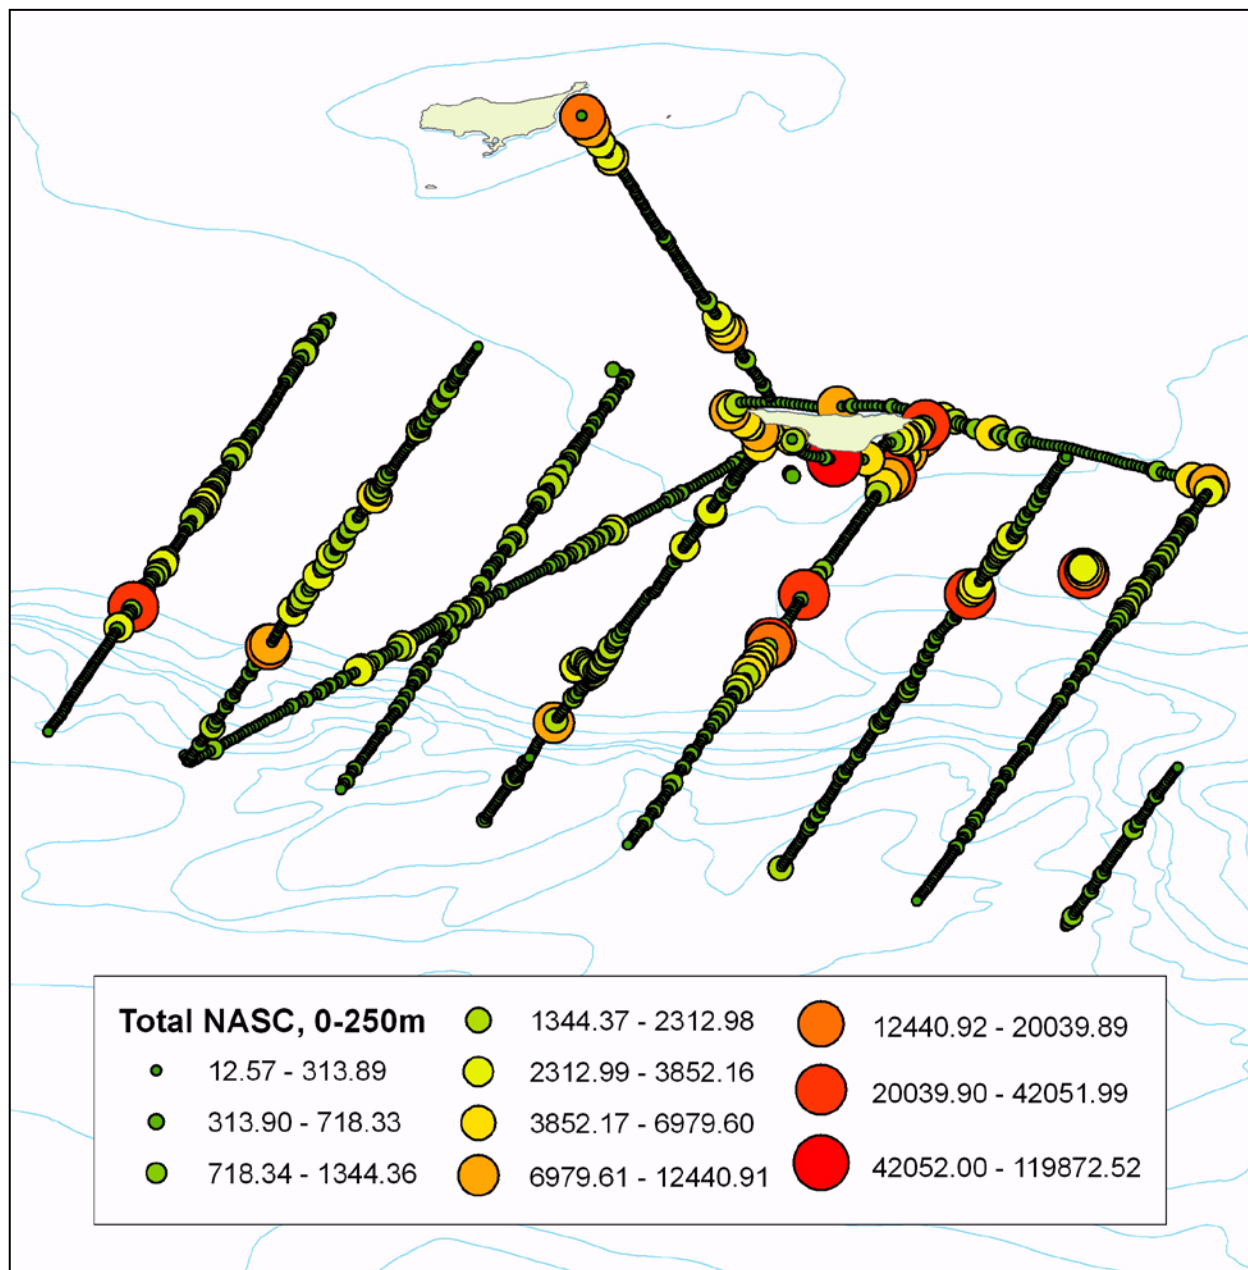 Total NASC, 0-250m
12.57 - 313.89
313.90 - 718.33
718.34 - 1344.36
1344.37 - 2312.98
2312.99 - 3852.16
3852.17 - 6979.60
6979.61 - 12440.91
12440.92 - 20039.89
20039.90 - 42051.99
42052.00 - 119872.52